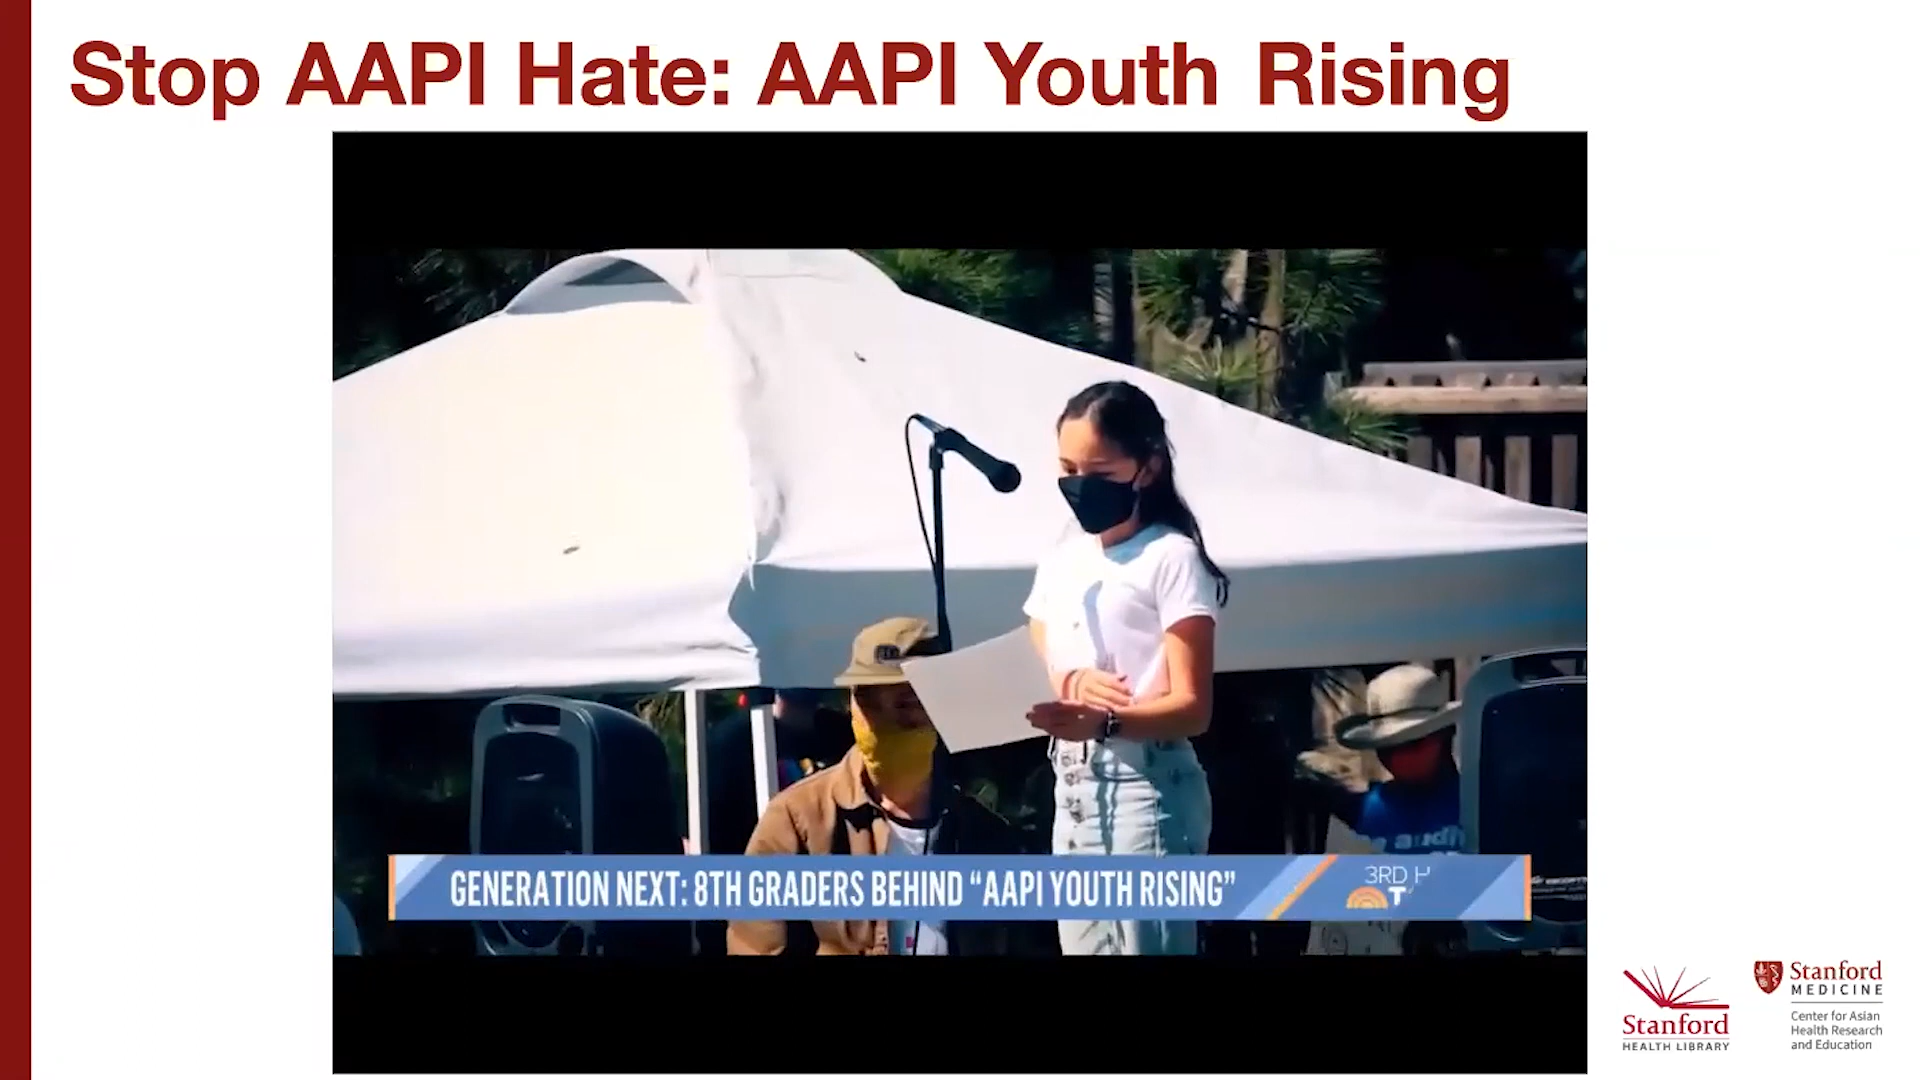 Stop AAPI Hate: AAPI Youth Rising
GENERATION NEXT: 8TH GRADERS BEHIND “AAPI YOUTH RISING”
3RD H
T
Stanford
HEALTH LIBRARY
Stanford
MEDICINE
Center for Asian
Health Research
and Education